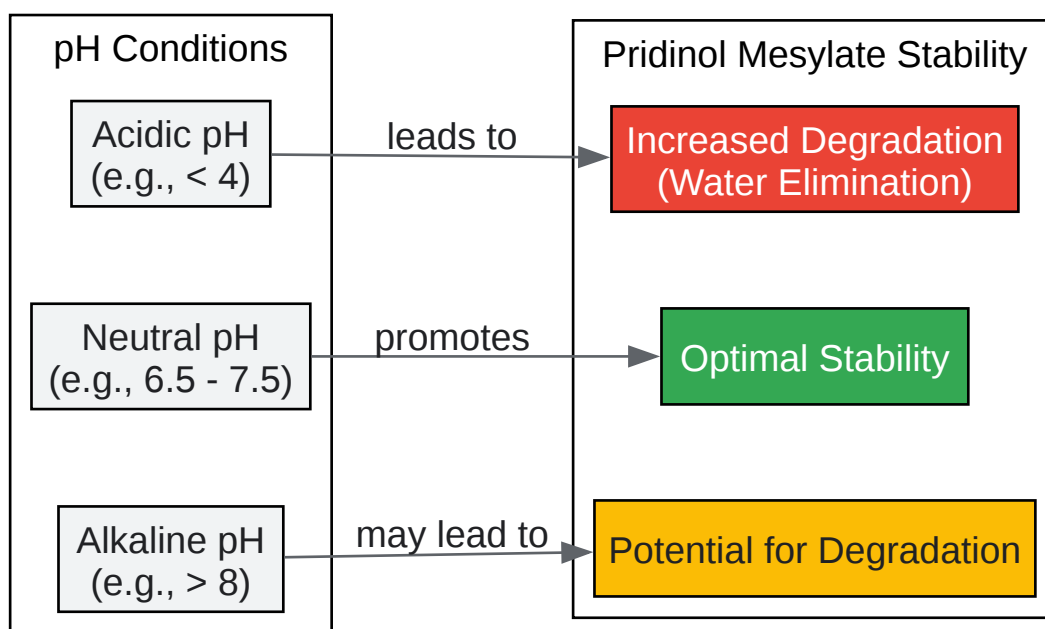 pH Conditions
Pridinol Mesylate Stability
Acidic pH
(e.g., < 4)
leads to
Increased Degradation
(Water Elimination)
Neutral pH
(e.g., 6.5 - 7.5)
promotes
Optimal Stability
Alkaline pH
(e.g., > 8)
may lead to
Potential for Degradation